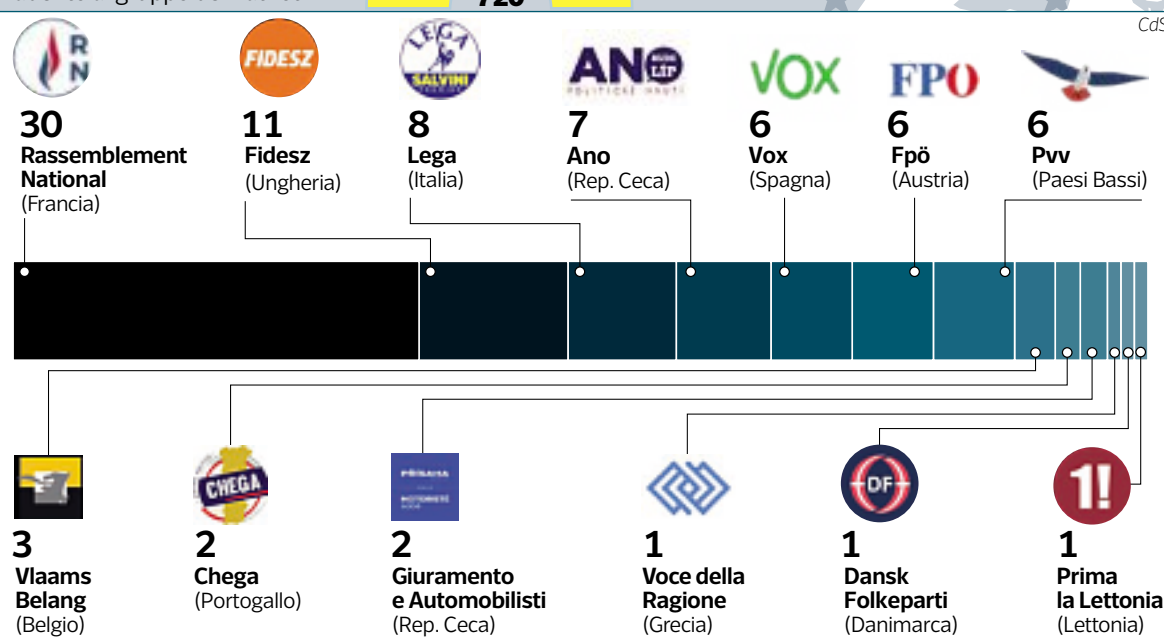 720
CdS
R
N
FIDESZ
LEGA
SALVINI
ANO
VOX
FPÖ
30
Rassemblement
National
(Francia)
11
Fidesz
(Ungheria)
8
Lega
(Italia)
7
Ano
(Rep. Ceca)
6
Vox
(Spagna)
6
Fpö
(Austria)
6
Pvv
(Paesi Bassi)
CHEGA
DF
1!
3
Vlaams
Belang
(Belgio)
2
Chega
(Portogallo)
2
Giuramento
e Automobilisti
(Rep. Ceca)
1
Voce della
Ragione
(Grecia)
1
Dansk
Folkeparti
(Danimarca)
1
Prima
la Lettonia
(Lettonia)